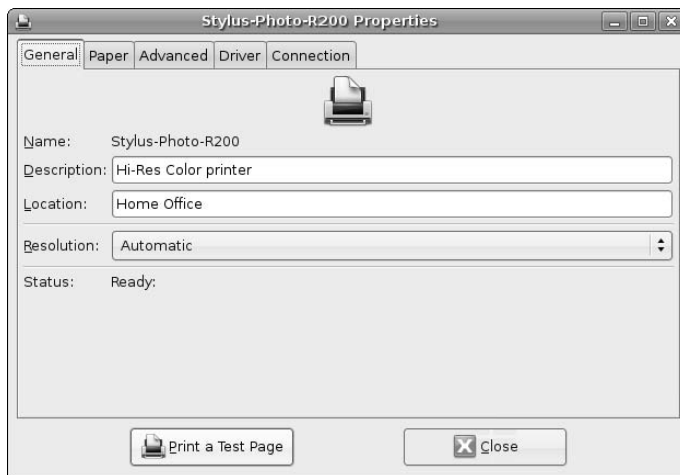 Stylus-Photo-R200 Properties
General Paper Advanced Driver Connection
Name: Stylus-Photo-R200
Description: Hi-Res Color printer
Location: Home Office
Resolution: Automatic
Status: Ready:
Print a Test Page Close